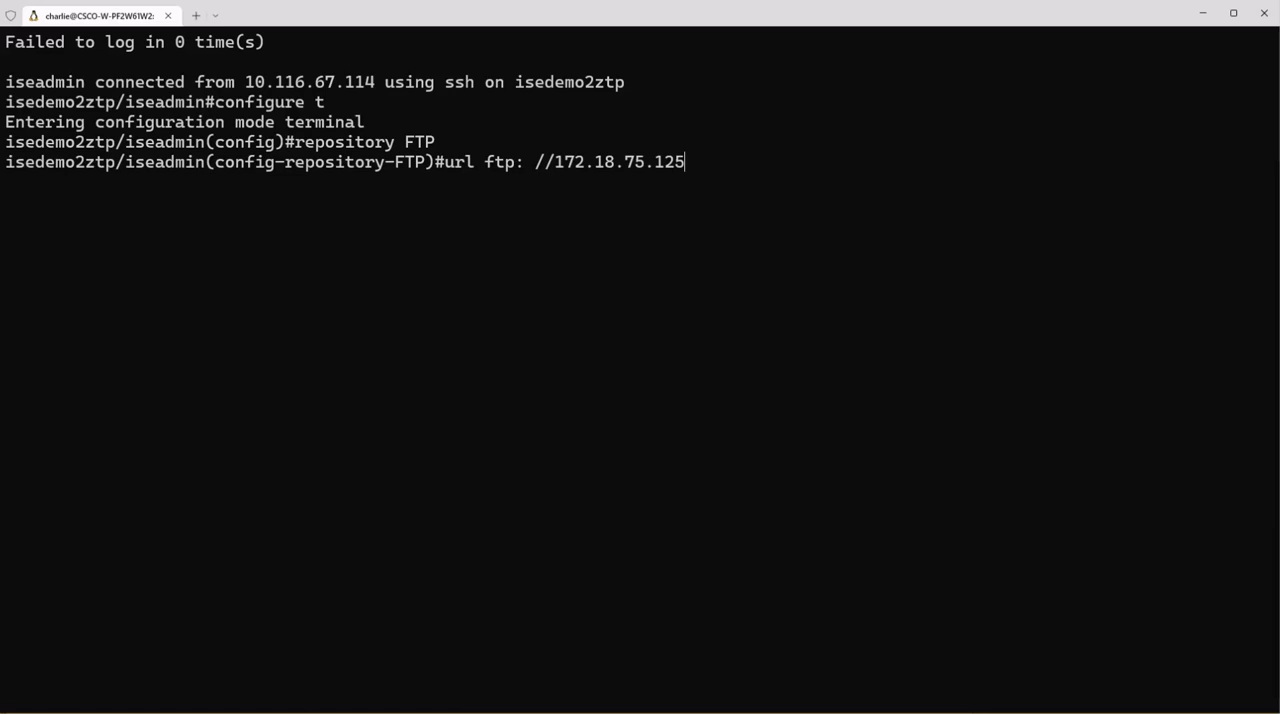 charlie@CSCO-W-PF2W61W2:
Failed to log in 0 time(s)
iseadmin connected from 10.116.67.114 using ssh on isedemo2ztp
isedemo2ztp/iseadmin#configure t
Entering configuration mode terminal
isedemo2ztp/iseadmin(config)#repository FTP
isedemo2ztp/iseadmin(config-repository-FTP)#url ftp: //172.18.75.125